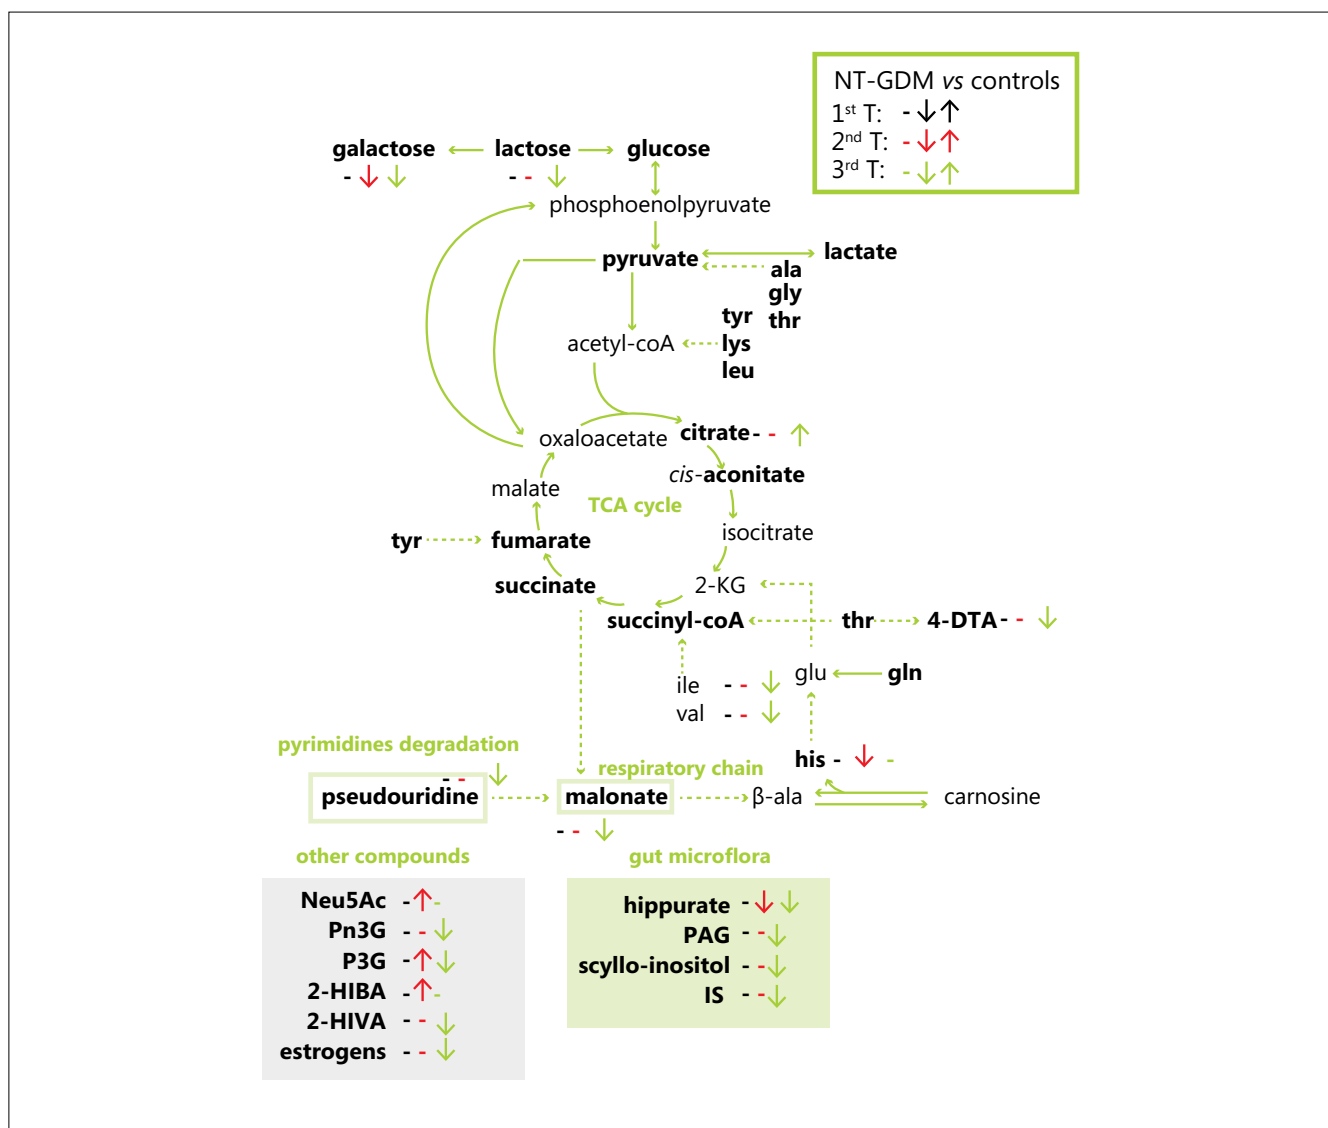 NT-GDM vs controls
1st T: - ↓ ↑
2nd T: - ↓ ↑
3rd T: - ↓ ↑
galactose lactose glucose
- ↓ ↓ - - ↓
phosphoenolpyruvate
pyruvate lactate
ala
gly
thr
tyr
acetyl-coA lys
leu
oxaloacetate citrate - - ↑
cis-aconitate
malate
TCA cycle
isocitrate
tyr fumarate
succinate 2-KG
succinyl-coA thr 4-DTA - - ↓
ile - - ↓ glu gln
val - - ↓
pyrimidines degradation
his - ↓ -
respiratory chain
- - ↓
pseudouridine malonate β-ala carnosine
- - ↓
other compounds
Neu5Ac - ↑ -
Pn3G - - ↓
P3G - ↑ ↓
2-HIBA - ↑ -
2-HIVA - - ↓
estrogens - - ↓
gut microflora
hippurate - ↓ ↓
PAG - - ↓
scyllo-inositol - - ↓
IS - - ↓